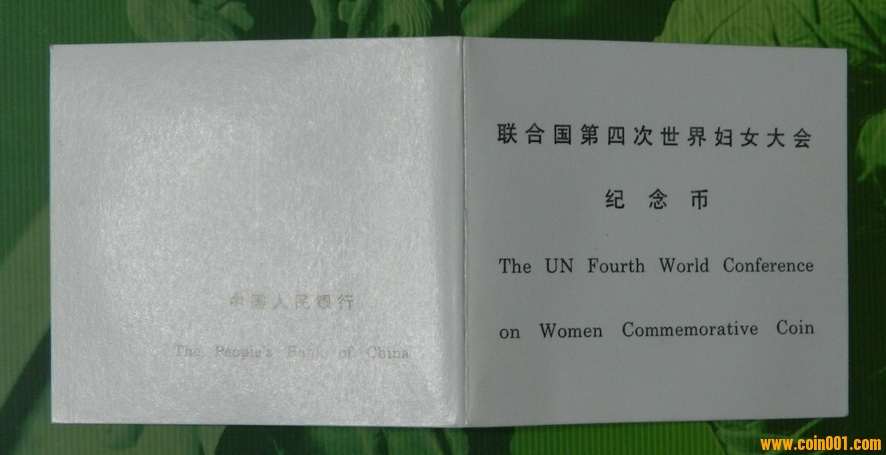 中国人民银行
The People's Bank of China
联合国第四次世界妇女大会
纪念币
The UN Fourth World Conference
on Women Commemorative Coin
www.coin001.com